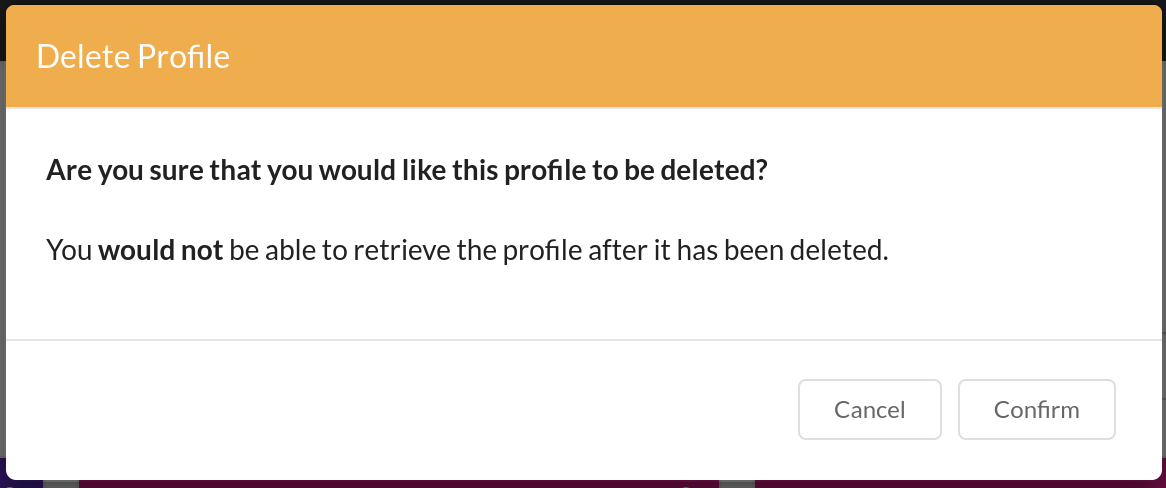 Delete Profile
Are you sure that you would like this profile to be deleted?
You would not be able to retrieve the profile after it has been deleted.
Cancel
Confirm